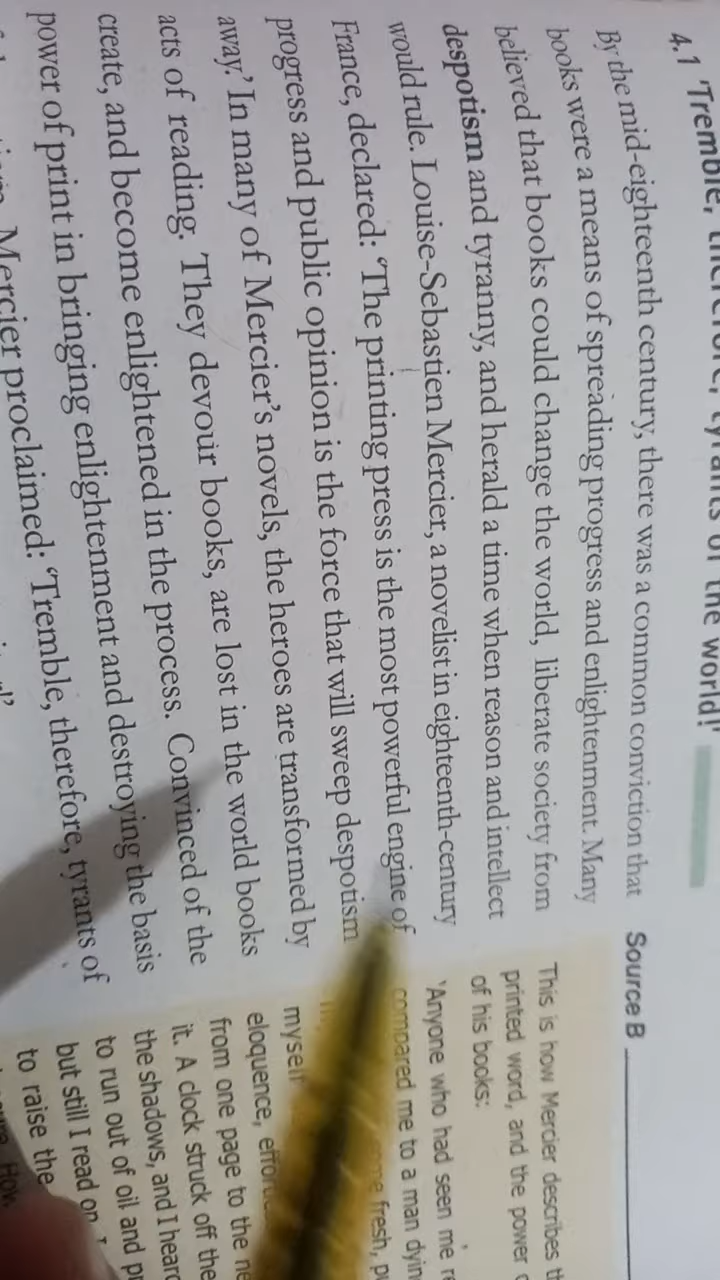 4.1 'Tremble, therefore, tyrants of the world!'
By the mid-eighteenth century, there was a common conviction that
books were a means of spreading progress and enlightenment. Many
believed that books could change the world, liberate society from
despotism and tyranny, and herald a time when reason and intellect
would rule. Louise-Sebastien Mercier, a novelist in eighteenth-century
France, declared: 'The printing press is the most powerful engine of
progress and public opinion is the force that will sweep despotism
away.' In many of Mercier's novels, the heroes are transformed by
acts of reading. They devour books, are lost in the world books
create, and become enlightened in the process. Convinced of the
power of print in bringing enlightenment and destroying the basis
Mercier proclaimed: 'Tremble, therefore, tyrants of
Source B
This is how Mercier describes
printed word, and the power
of his books:
'Anyone who had seen me
compared me to a man dying
fresh,
myself
eloquence,
from one page to the
it. A clock struck off the
the shadows, and I heard
to run out of oil and
but still I read on.
to raise the